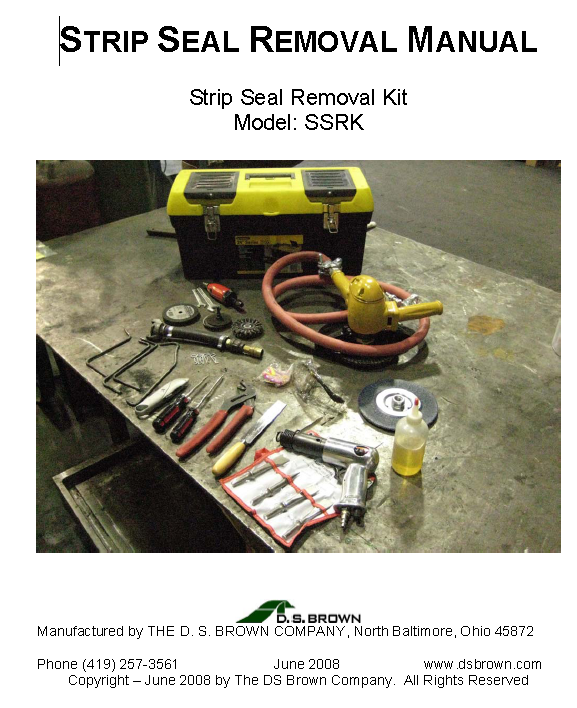 STRIP SEAL REMOVAL MANUAL
Strip Seal Removal Kit
Model: SSRK
D.S. BROWN
Manufactured by THE D. S. BROWN COMPANY, North Baltimore, Ohio 45872
Phone (419) 257-3561 June 2008 www.dsbrown.com
Copyright – June 2008 by The DS Brown Company. All Rights Reserved